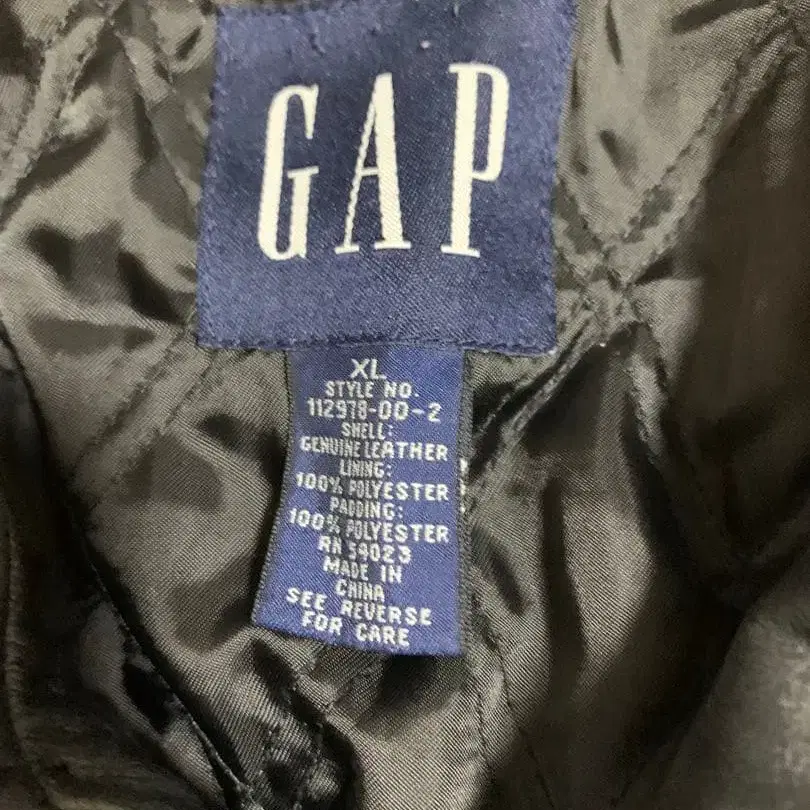 GAP
XL
STYLE NO.
112978-00-2
SHELL:
GENUINE LEATHER
LINING:
100% POLYESTER
PADDING:
100% POLYESTER
RN 54023
MADE IN
CHINA
SEE REVERSE
FOR CARE